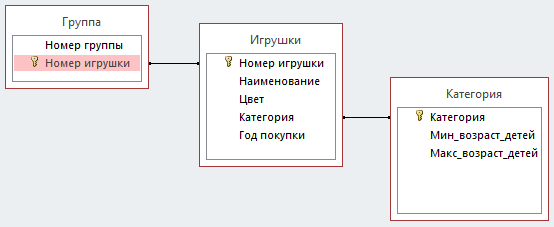 Группа
Номер группы
Номер игрушки
Игрушки
Номер игрушки
Наименование
Цвет
Категория
Год покупки
Категория
Категория
Мин_возраст_детей
Макс_возраст_детей